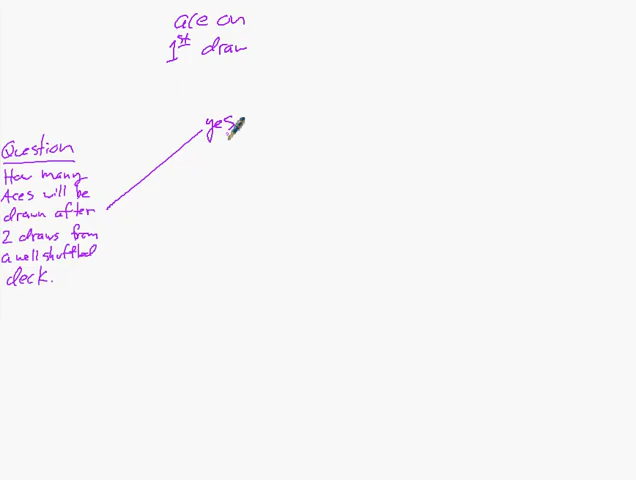 ace on
1st draw
yes
Question
How many
Aces will be
drawn after
2 draws from
a well shuffled
deck.